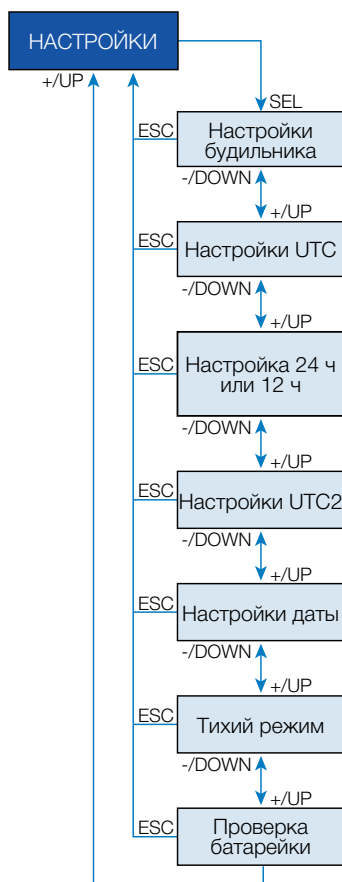 НАСТРОЙКИ
+/UP
SEL
ESC
Настройки
будильника
-/DOWN
+/UP
ESC
Настройки UTC
-/DOWN
+/UP
ESC
Настройка 24 ч
или 12 ч
-/DOWN
+/UP
ESC
Настройки UTC2
-/DOWN
+/UP
ESC
Настройки даты
-/DOWN
+/UP
ESC
Тихий режим
-/DOWN
+/UP
ESC
Проверка
батарейки